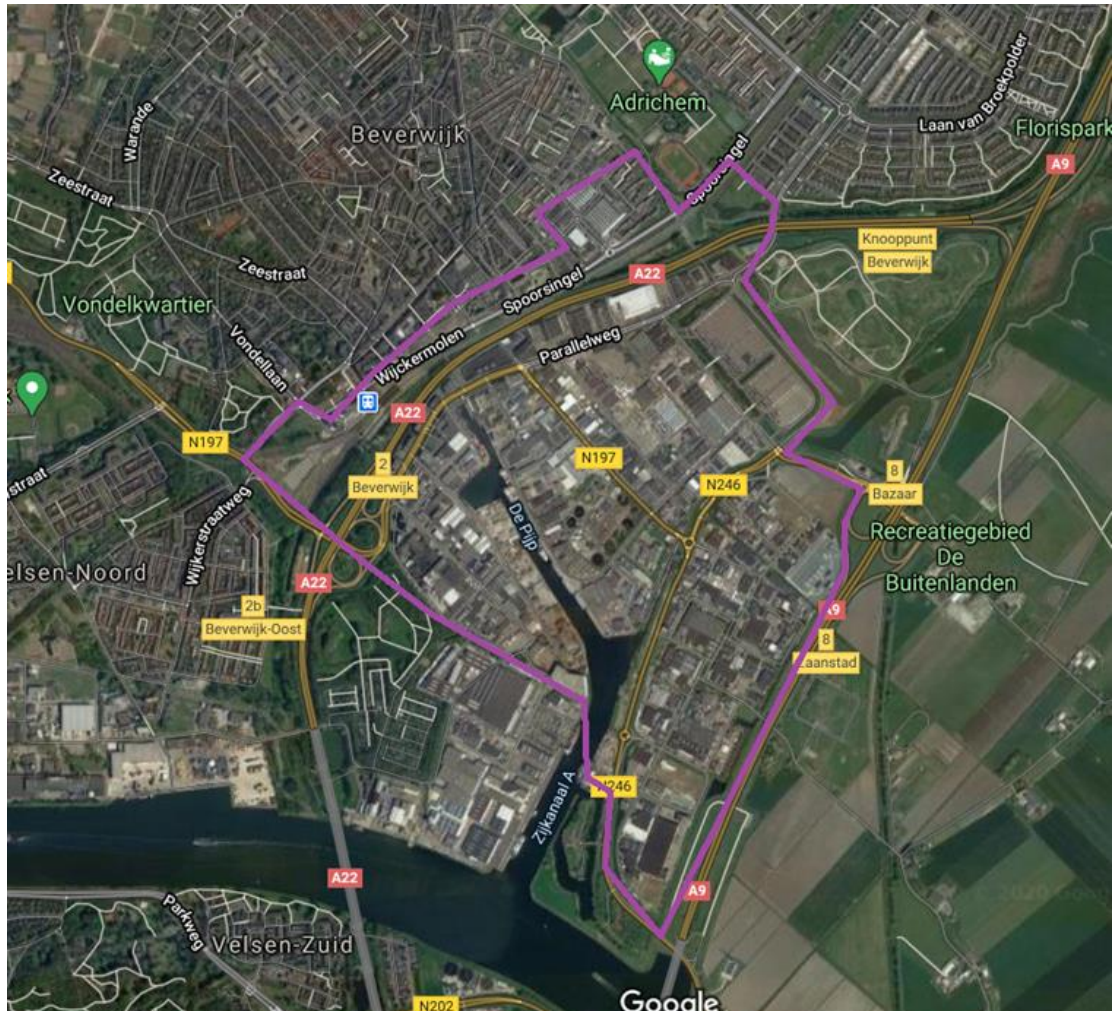 Adrichem
Laan van Broekpolder
Florispark
Beverwijk
Warande
Zeestraat
A9
Spoorsingel
Knooppunt
Beverwijk
Zeestraat
A22
Spoorsingel
Vondelkwartier
Vondellaan
Wijckermolen
Parallelweg
A22
N197
2
Beverwijk
N197
N246
8
Bazaar
De Pijp
Wijkerstraatweg
Recreatiegebied
De
Buitenlanden
elsen-Noord
A22
2b
Beverwijk-Oost
A9
8
Zaanstad
N246
Zijkanaal A
A22
A9
Parkweg
Velsen-Zuid
Google
N202